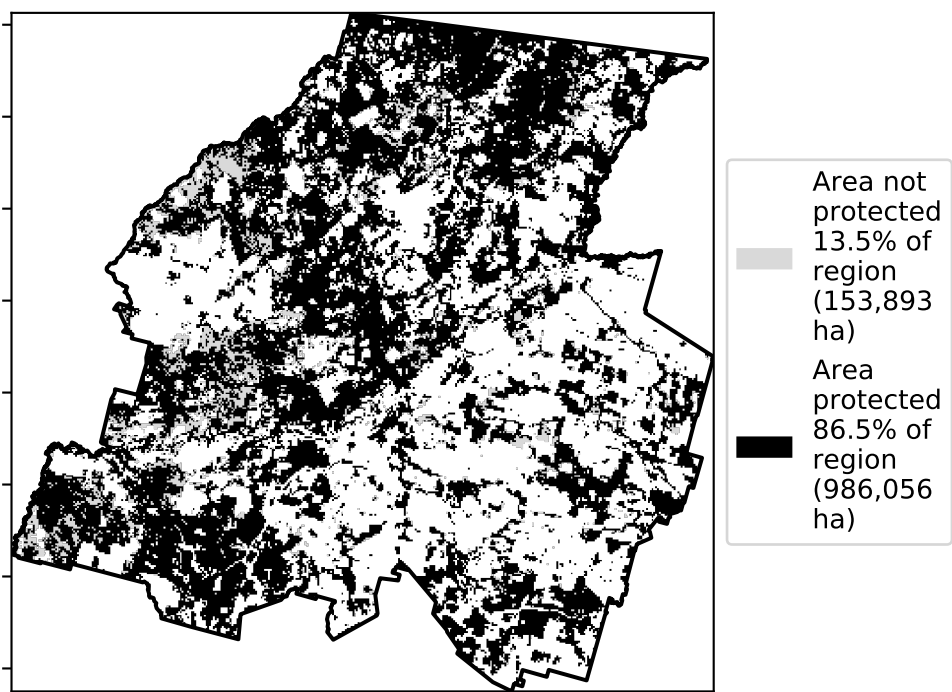 Area not
protected
13.5% of
region
(153,893
ha)
Area
protected
86.5% of
region
(986,056
ha)